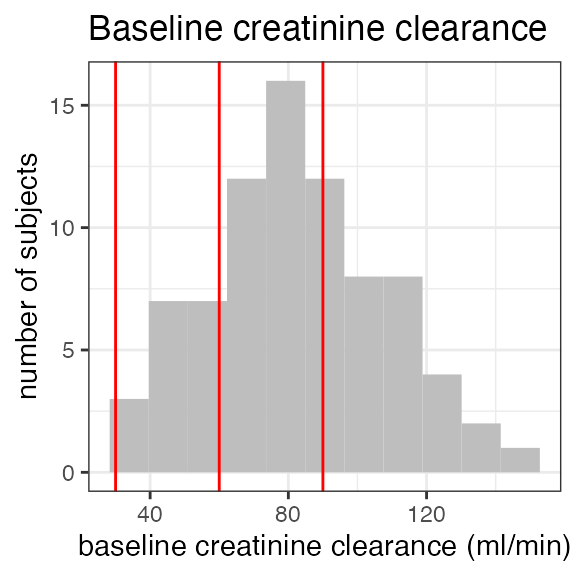 Baseline creatinine clearance
15
10
5
0
number of subjects
40 80 120
baseline creatinine clearance (ml/min)